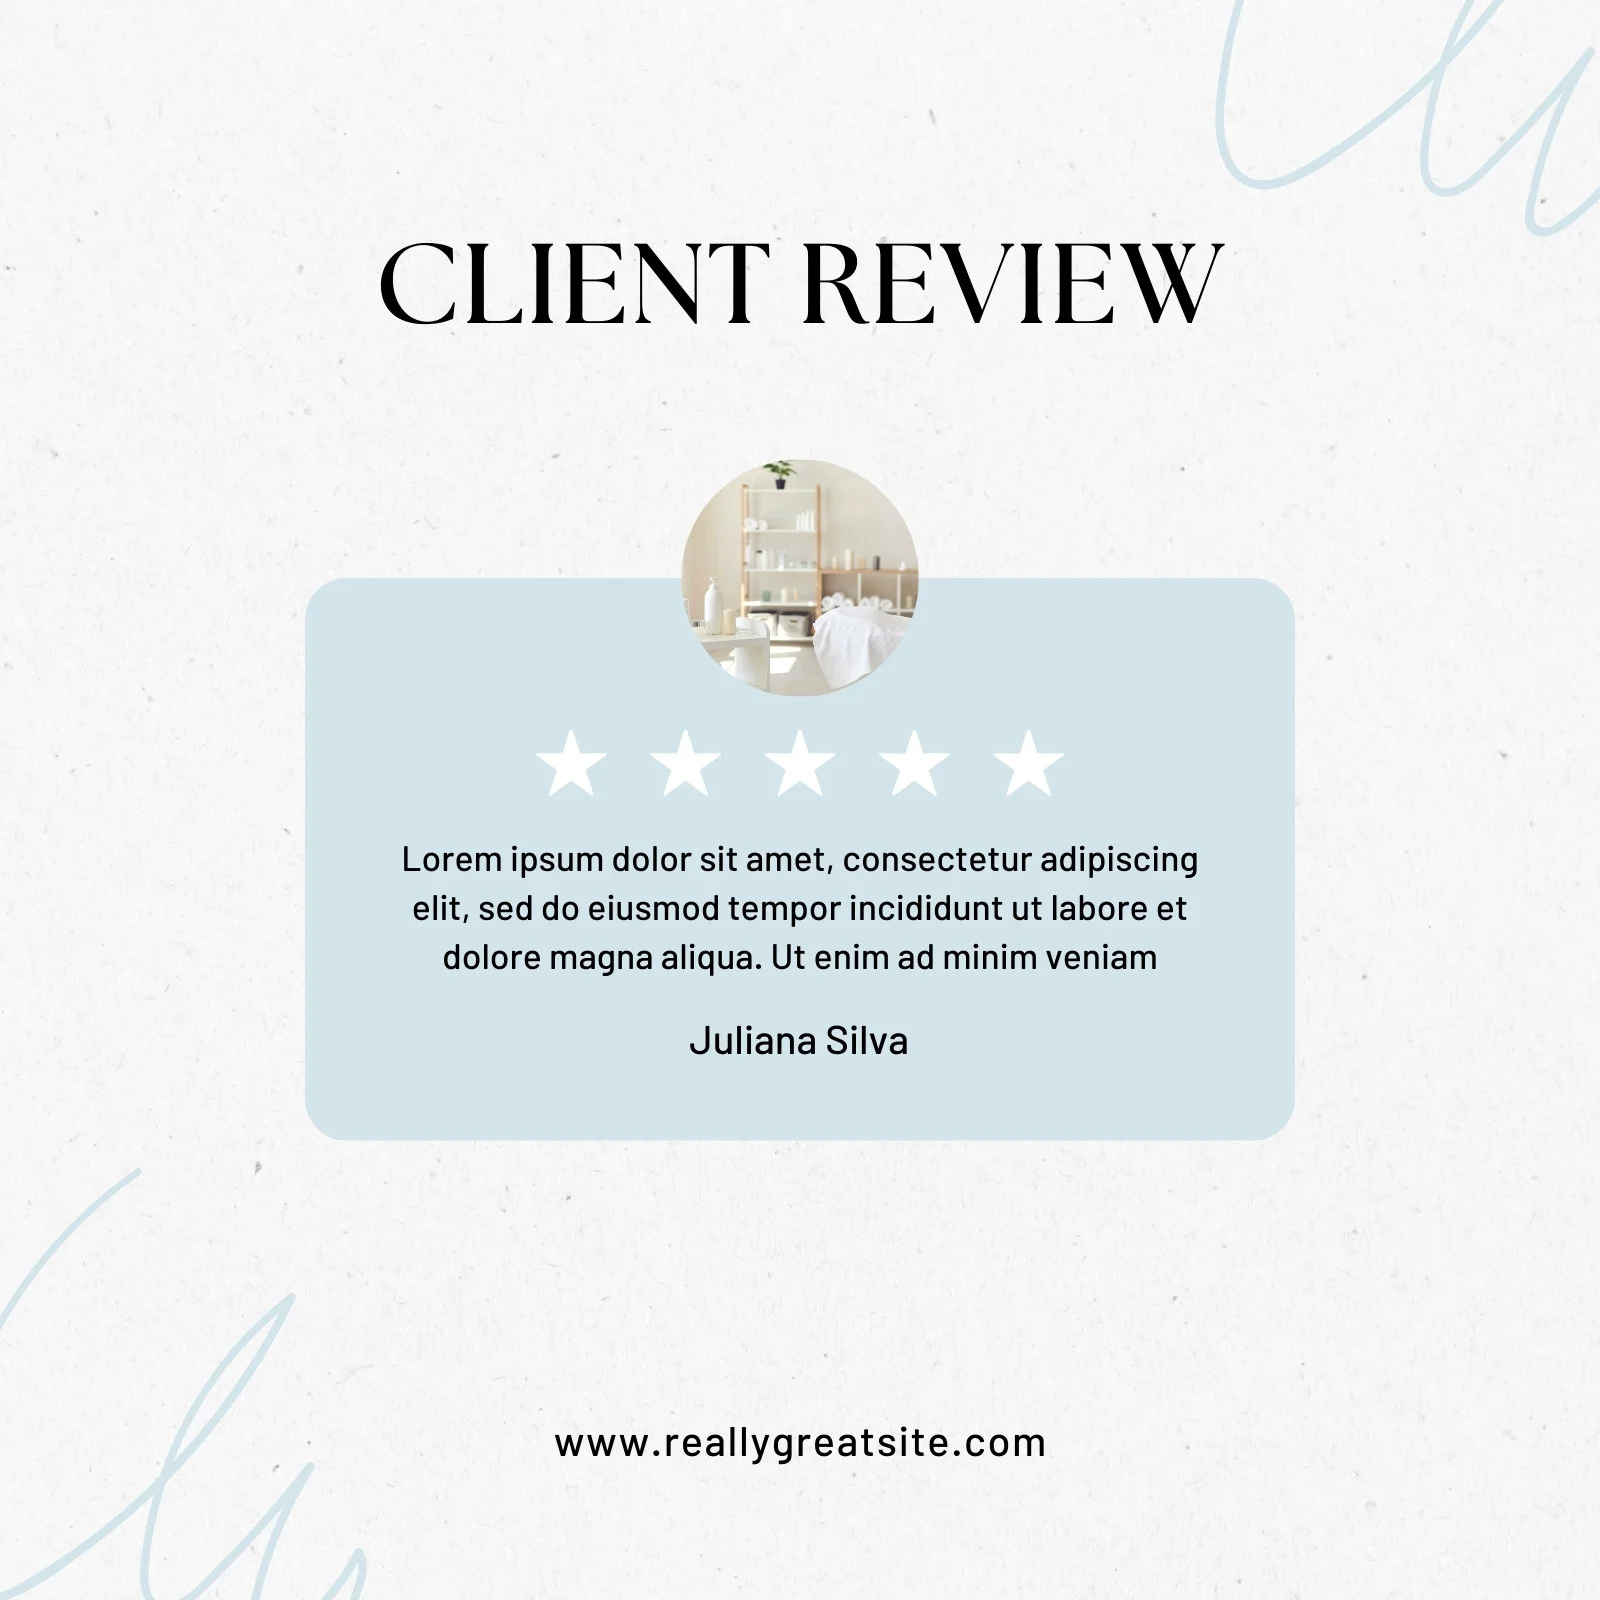 CLIENT REVIEW
Lorem ipsum dolor sit amet, consectetur adipiscing
elit, sed do eiusmod tempor incididunt ut labore et
dolore magna aliqua. Ut enim ad minim veniam
Juliana Silva
www.reallygreatsite.com